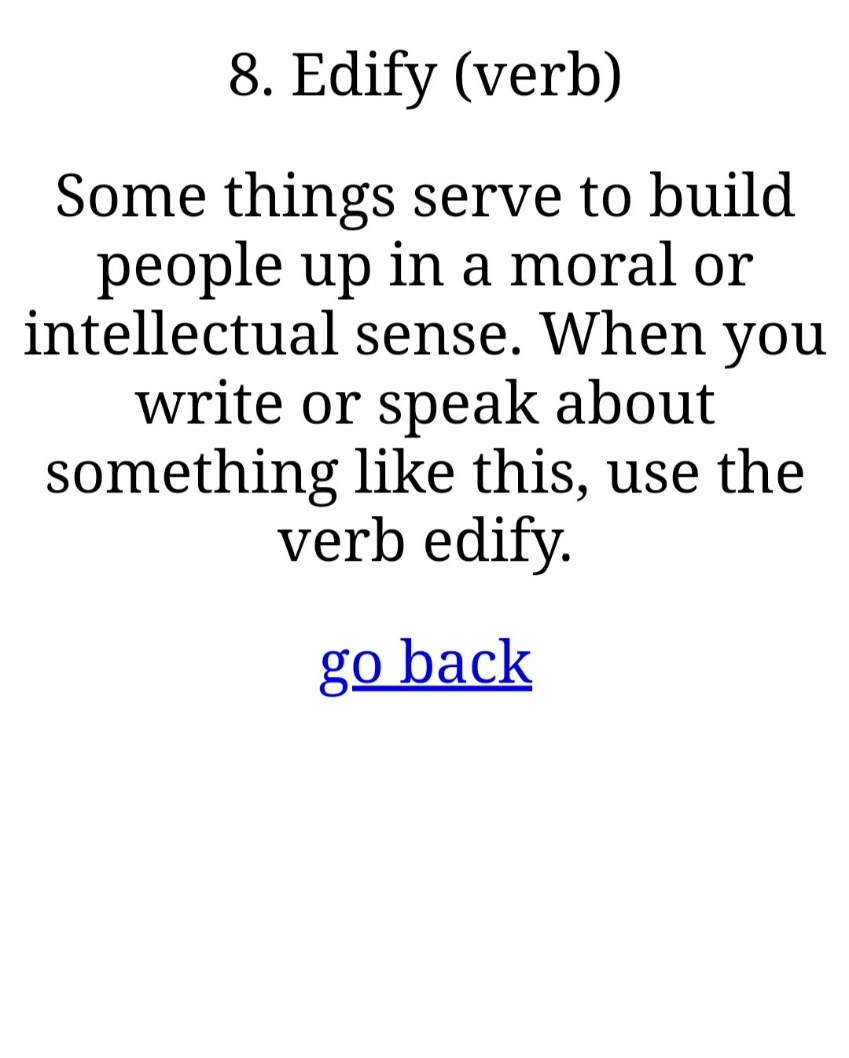 8. Edify (verb)
Some things serve to build
people up in a moral or
intellectual sense. When you
write or speak about
something like this, use the
verb edify.
go back